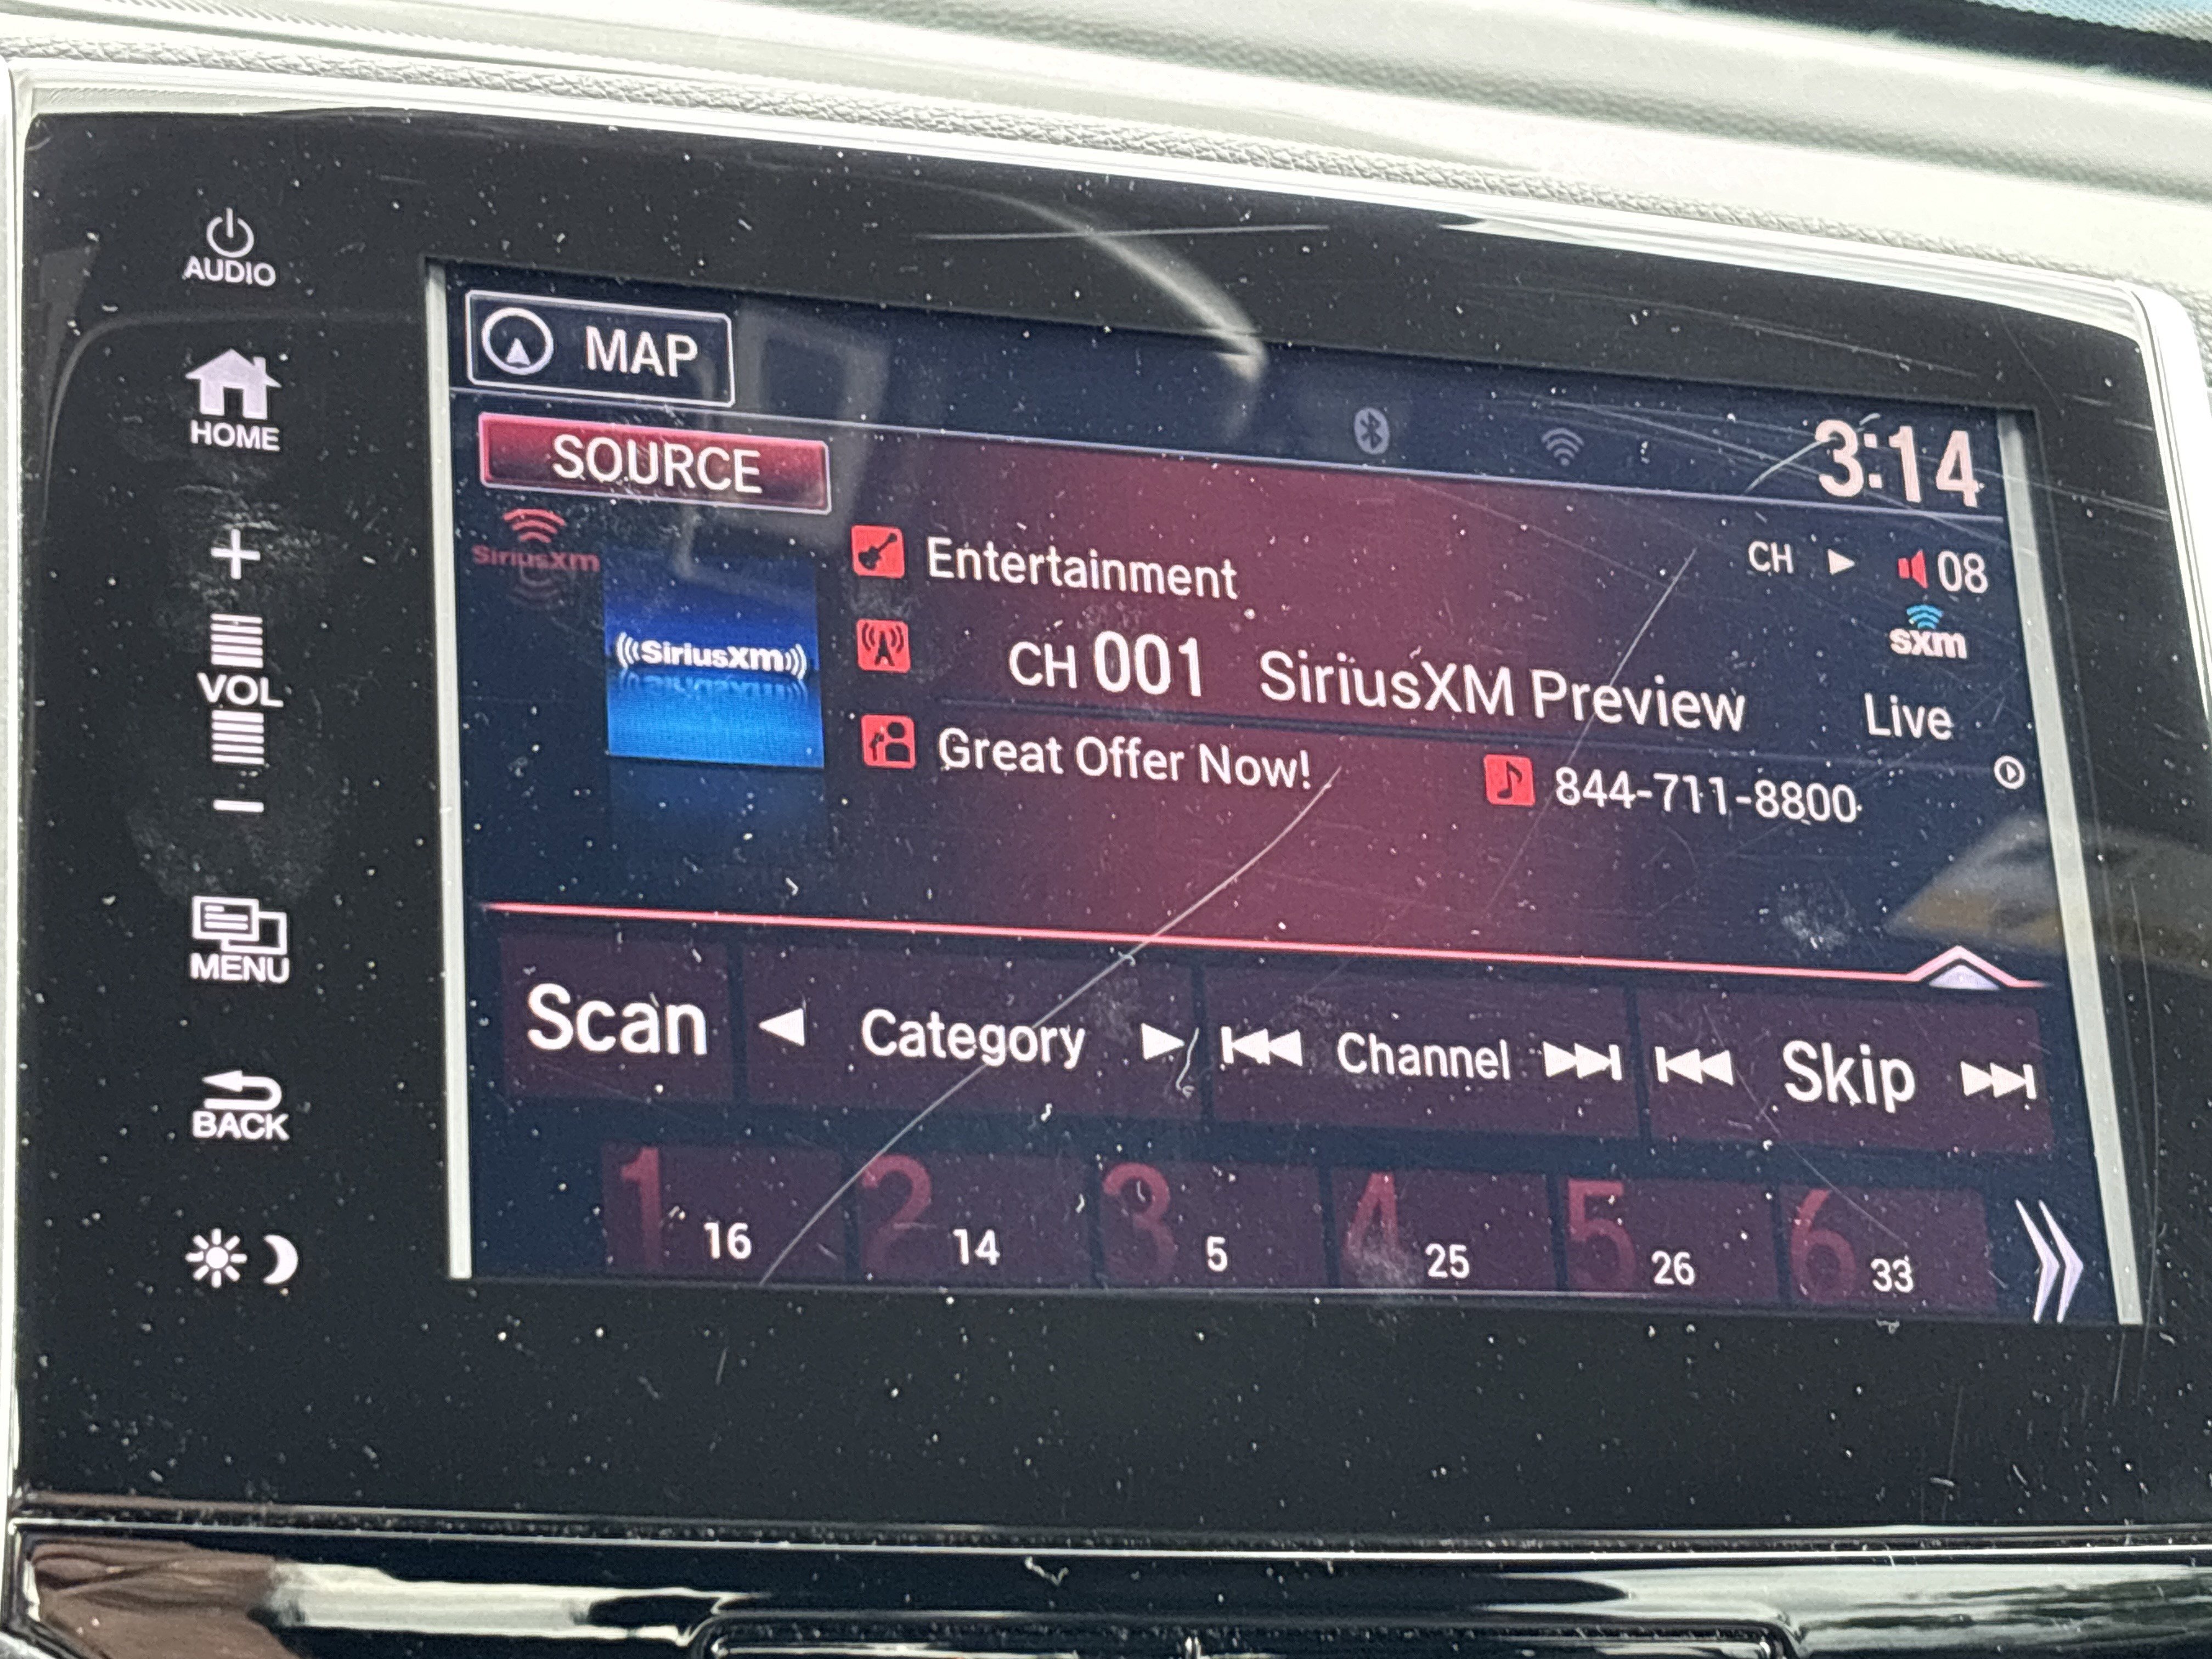 AUDIO
HOME
+
VOL
−
MENU
BACK
MAP
3:14
SOURCE
SiriusXm
((SiriusXm))
Entertainment
CH ▶ 08
sxm
CH 001 SiriusXM Preview Live
Great Offer Now! 844-711-8800
Scan ◀ Category ▶ Channel Skip
1 16 2 14 3 5 4 25 5 26 6 33